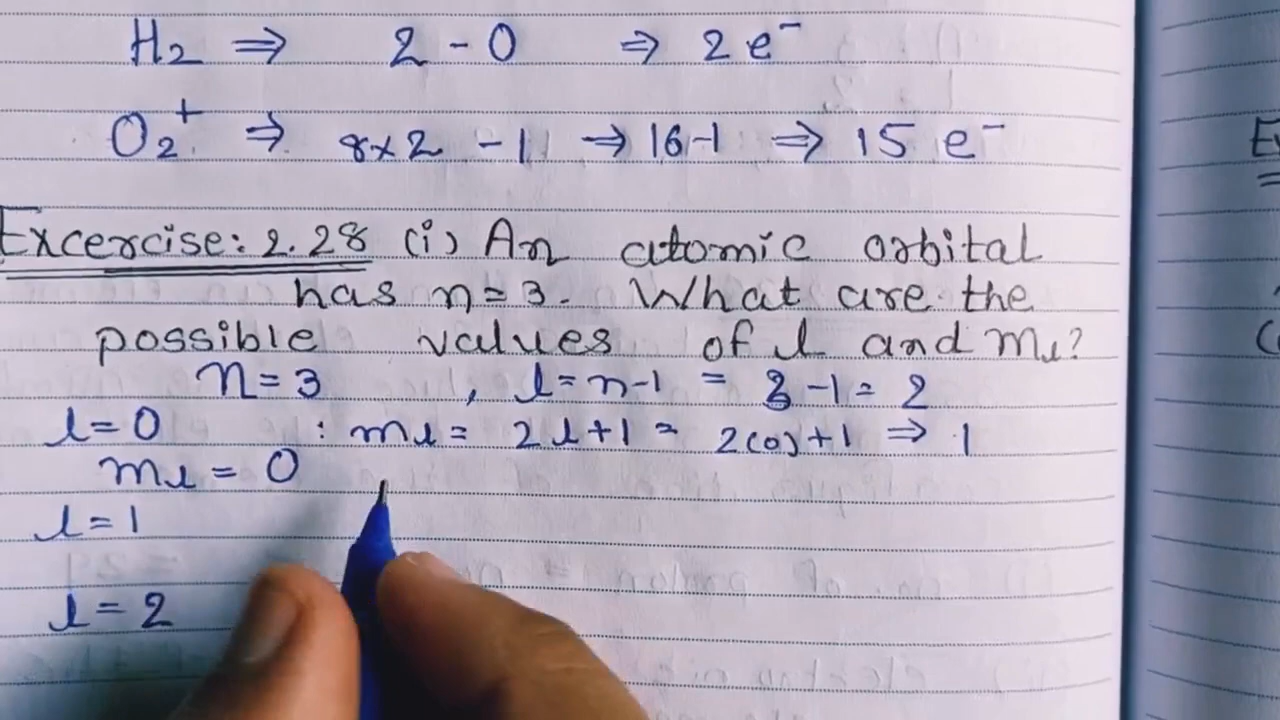 H₂ ⇒ 2 - 0 ⇒ 2 e⁻
O₂⁺ ⇒ 8×2 - 1 → 16-1 ⇒ 15 e⁻
Excercise: 2.28 (i) An atomic orbital
has n = 3. What are the
possible values of l and mₗ?
n = 3 , l = n-1 = 3 - 1 = 2
l = 0 : mₗ = 2l+1 = 2(0)+1 ⇒ 1
mₗ = 0
l = 1
l = 2